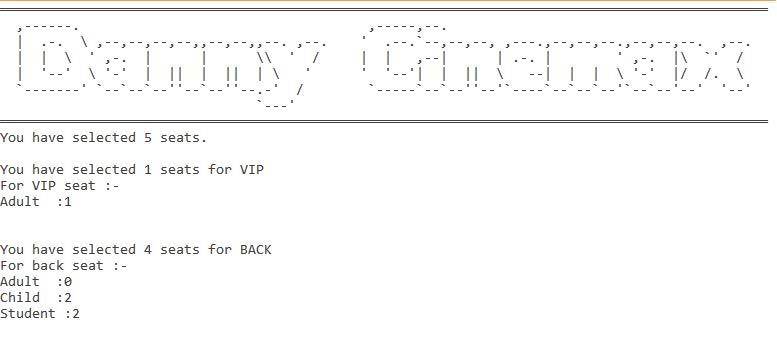 Danny Cinemax
You have selected 5 seats.
You have selected 1 seats for VIP
For VIP seat :-
Adult  :1
You have selected 4 seats for BACK
For back seat :-
Adult  :0
Child  :2
Student :2